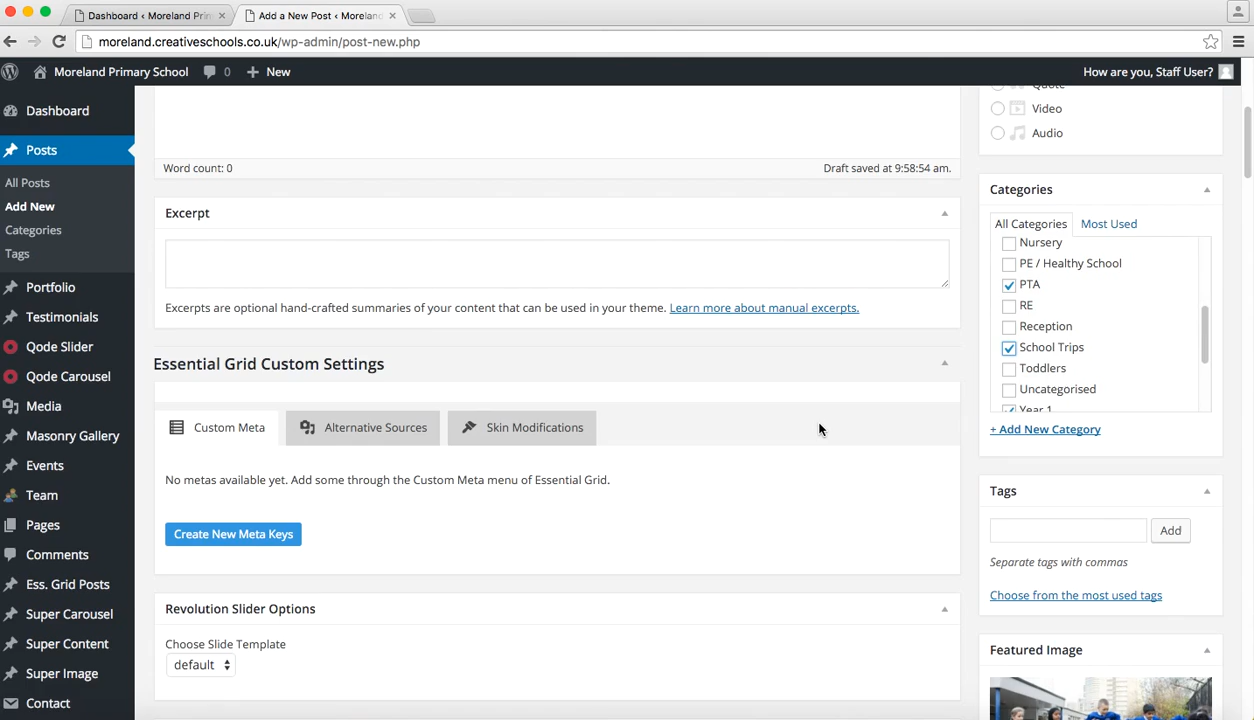 Dashboard ‹ Moreland Prim
Add a New Post ‹ Moreland
moreland.creativeschools.co.uk/wp-admin/post-new.php
Moreland Primary School
0
New
How are you, Staff User?
Dashboard
Posts
All Posts
Add New
Categories
Tags
Portfolio
Testimonials
Qode Slider
Qode Carousel
Media
Masonry Gallery
Events
Team
Pages
Comments
Ess. Grid Posts
Super Carousel
Super Content
Super Image
Contact
Word count: 0
Draft saved at 9:58:54 am.
Excerpt
Excerpts are optional hand-crafted summaries of your content that can be used in your theme. Learn more about manual excerpts.
Essential Grid Custom Settings
Custom Meta
Alternative Sources
Skin Modifications
No metas available yet. Add some through the Custom Meta menu of Essential Grid.
Create New Meta Keys
Revolution Slider Options
Choose Slide Template
default
Quote
Video
Audio
Categories
All Categories
Most Used
Nursery
PE / Healthy School
PTA
RE
Reception
School Trips
Toddlers
Uncategorised
Year 1
+ Add New Category
Tags
Add
Separate tags with commas
Choose from the most used tags
Featured Image